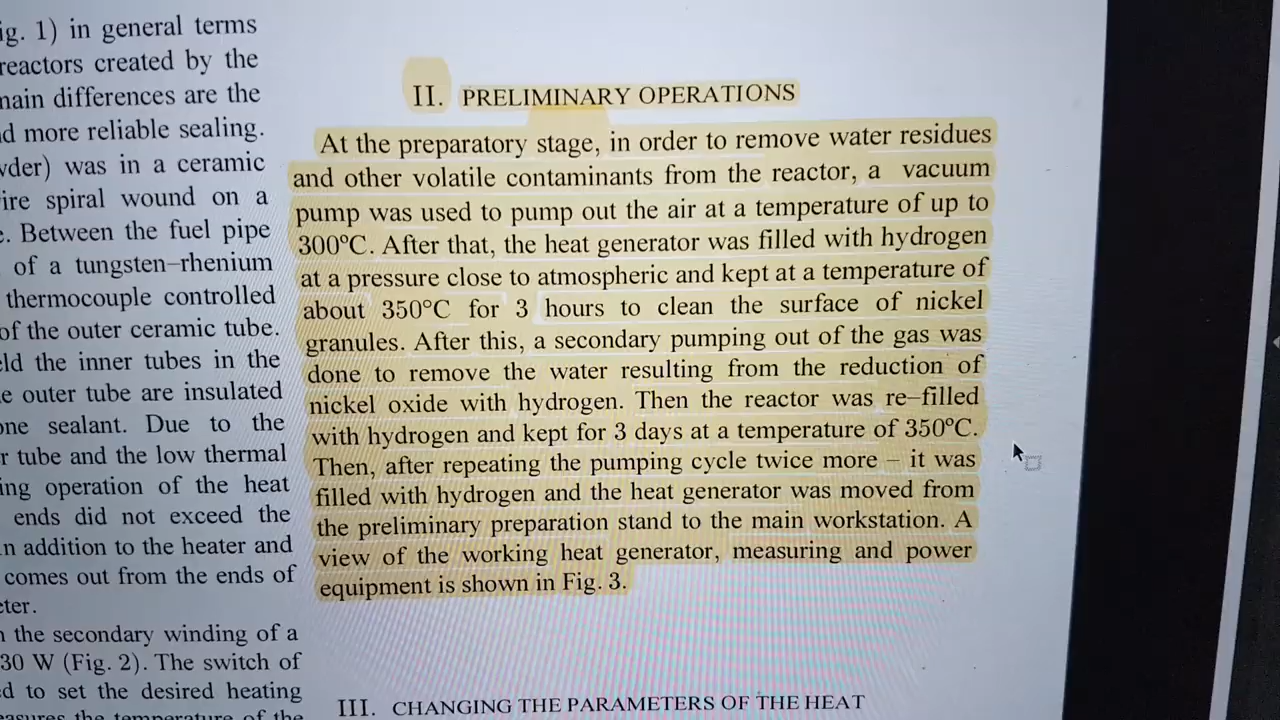 ig. 1) in general terms
reactors created by the
main differences are the
d more reliable sealing.
wder) was in a ceramic
ire spiral wound on a
e. Between the fuel pipe
of a tungsten–rhenium
thermocouple controlled
of the outer ceramic tube.
eld the inner tubes in the
e outer tube are insulated
one sealant. Due to the
r tube and the low thermal
ing operation of the heat
ends did not exceed the
n addition to the heater and
comes out from the ends of
eter.
n the secondary winding of a
30 W (Fig. 2). The switch of
ed to set the desired heating
asures the temperature of the
II. PRELIMINARY OPERATIONS
At the preparatory stage, in order to remove water residues
and other volatile contaminants from the reactor, a vacuum
pump was used to pump out the air at a temperature of up to
300ºC. After that, the heat generator was filled with hydrogen
at a pressure close to atmospheric and kept at a temperature of
about 350°C for 3 hours to clean the surface of nickel
granules. After this, a secondary pumping out of the gas was
done to remove the water resulting from the reduction of
nickel oxide with hydrogen. Then the reactor was re–filled
with hydrogen and kept for 3 days at a temperature of 350ºC.
Then, after repeating the pumping cycle twice more – it was
filled with hydrogen and the heat generator was moved from
the preliminary preparation stand to the main workstation. A
view of the working heat generator, measuring and power
equipment is shown in Fig. 3.
III. CHANGING THE PARAMETERS OF THE HEAT